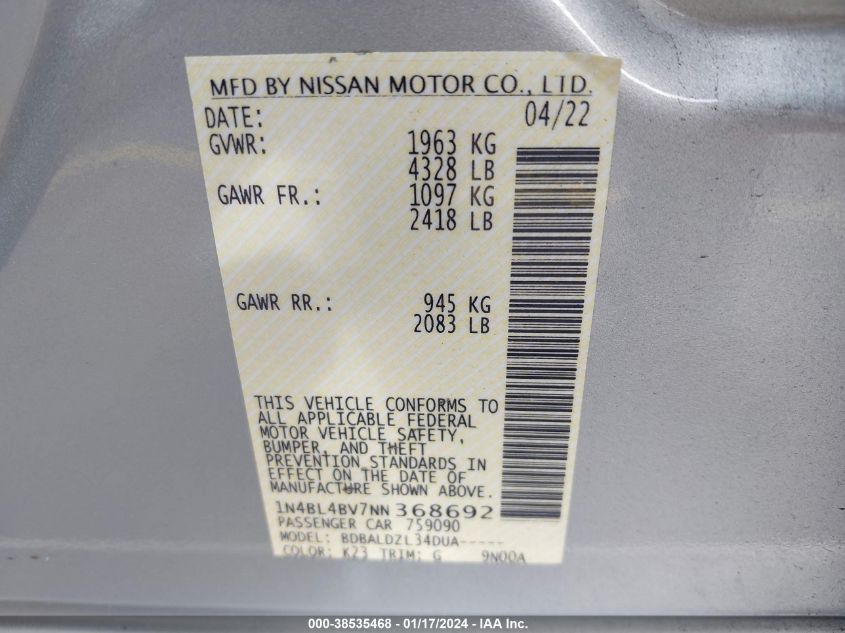 MFD BY NISSAN MOTOR CO., LTD.
DATE: 04/22
GVWR: 1963 KG
4328 LB
GAWR FR.: 1097 KG
2418 LB
GAWR RR.: 945 KG
2083 LB
THIS VEHICLE CONFORMS TO
ALL APPLICABLE FEDERAL
MOTOR VEHICLE SAFETY,
BUMPER, AND THEFT
PREVENTION STANDARDS IN
EFFECT ON THE DATE OF
MANUFACTURE SHOWN ABOVE.
1N4BL4BV7NN368692
PASSENGER CAR 759090
MODEL: BDBALDZL34DUA-----
COLOR: K23 TRIM: G 9N00A
000-38535468 - 01/17/2024 - IAA Inc.